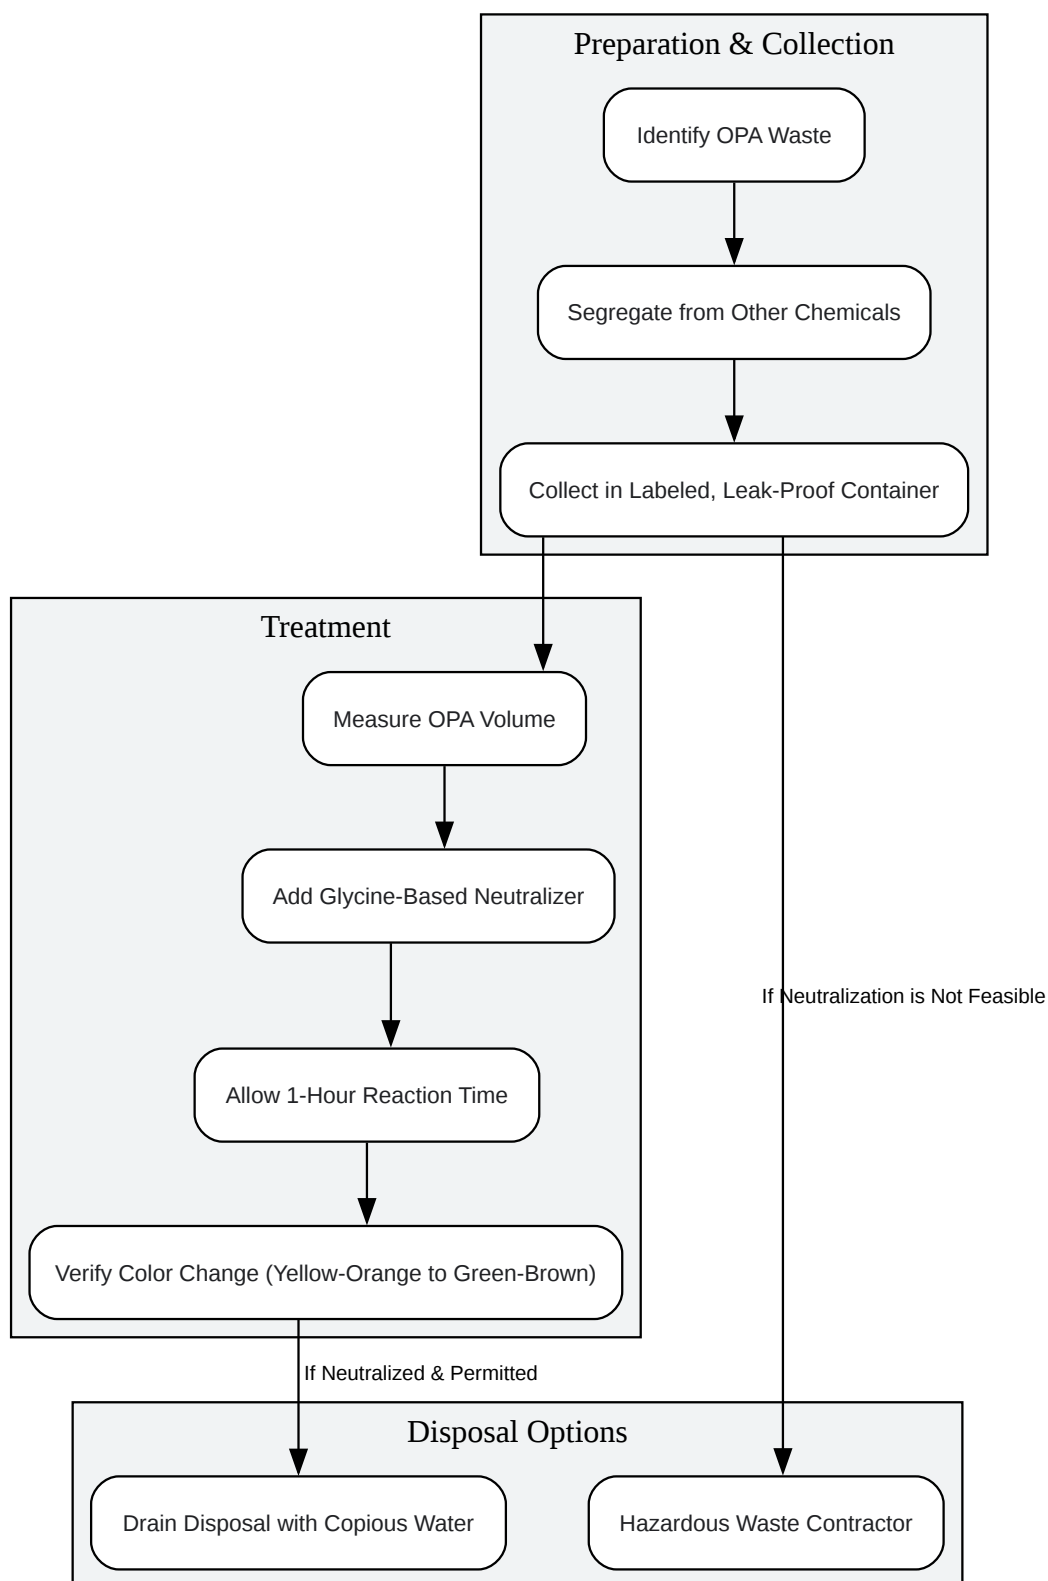 Preparation & Collection
Identify OPA Waste
Segregate from Other Chemicals
Collect in Labeled, Leak-Proof Container
Treatment
Measure OPA Volume
Add Glycine-Based Neutralizer
If Neutralization is Not Feasible
Allow 1-Hour Reaction Time
Verify Color Change (Yellow-Orange to Green-Brown)
If Neutralized & Permitted
Disposal Options
Drain Disposal with Copious Water
Hazardous Waste Contractor